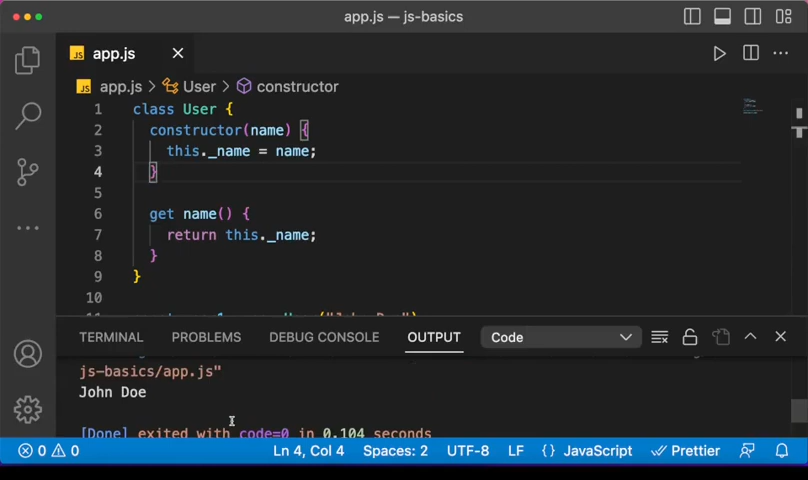 app.js — js-basics
JS app.js
JS app.js > User > constructor
1 class User {
2 constructor(name) {
3 this._name = name;
4 }
5
6 get name() {
7 return this._name;
8 }
9 }
10
TERMINAL PROBLEMS DEBUG CONSOLE OUTPUT Code
js-basics/app.js"
John Doe
[Done] exited with code=0 in 0.104 seconds
0 0 Ln 4, Col 4 Spaces: 2 UTF-8 LF {} JavaScript Prettier